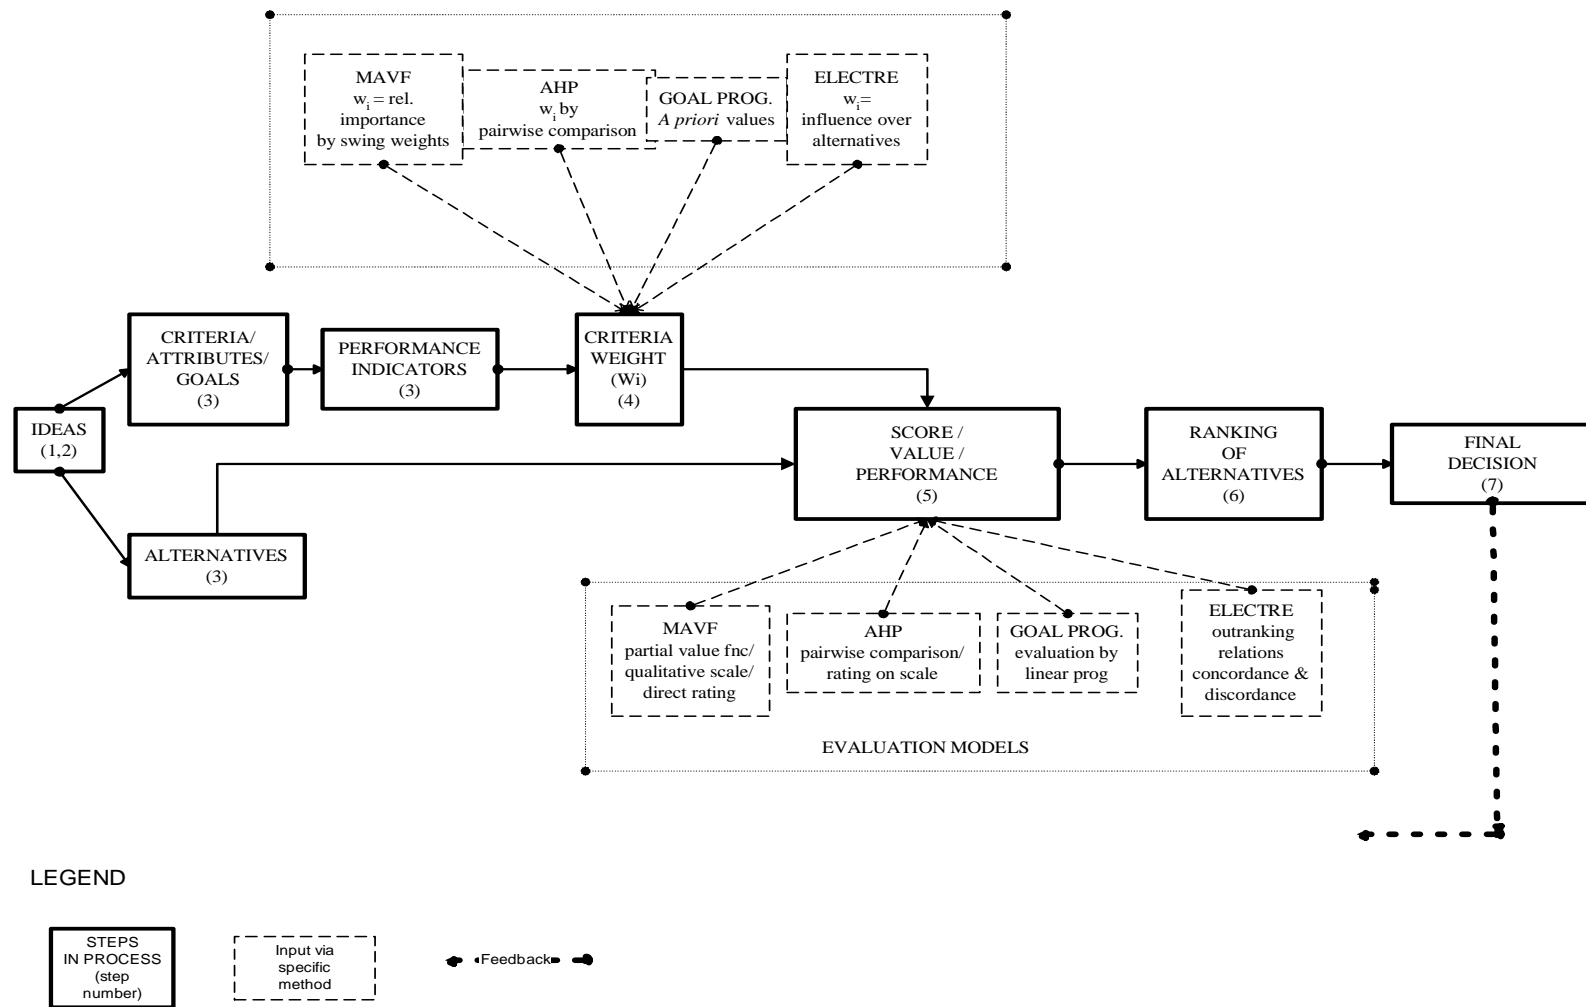 MAVF
wi = rel.
importance
by swing weights
AHP
wi by
pairwise comparison
GOAL PROG.
A priori values
ELECTRE
wi=
influence over
alternatives
CRITERIA/
ATTRIBUTES/
GOALS
(3)
PERFORMANCE
INDICATORS
(3)
CRITERIA
WEIGHT
(Wi)
(4)
IDEAS
(1,2)
SCORE /
VALUE /
PERFORMANCE
(5)
RANKING
OF
ALTERNATIVES
(6)
FINAL
DECISION
(7)
ALTERNATIVES
(3)
MAVF
partial value fnc/
qualitative scale/
direct rating
AHP
pairwise comparison/
rating on scale
GOAL PROG.
evaluation by
linear prog
ELECTRE
outranking
relations
concordance &
discordance
EVALUATION MODELS
LEGEND
STEPS
IN PROCESS
(step
number)
Input via
specific
method
Feedback